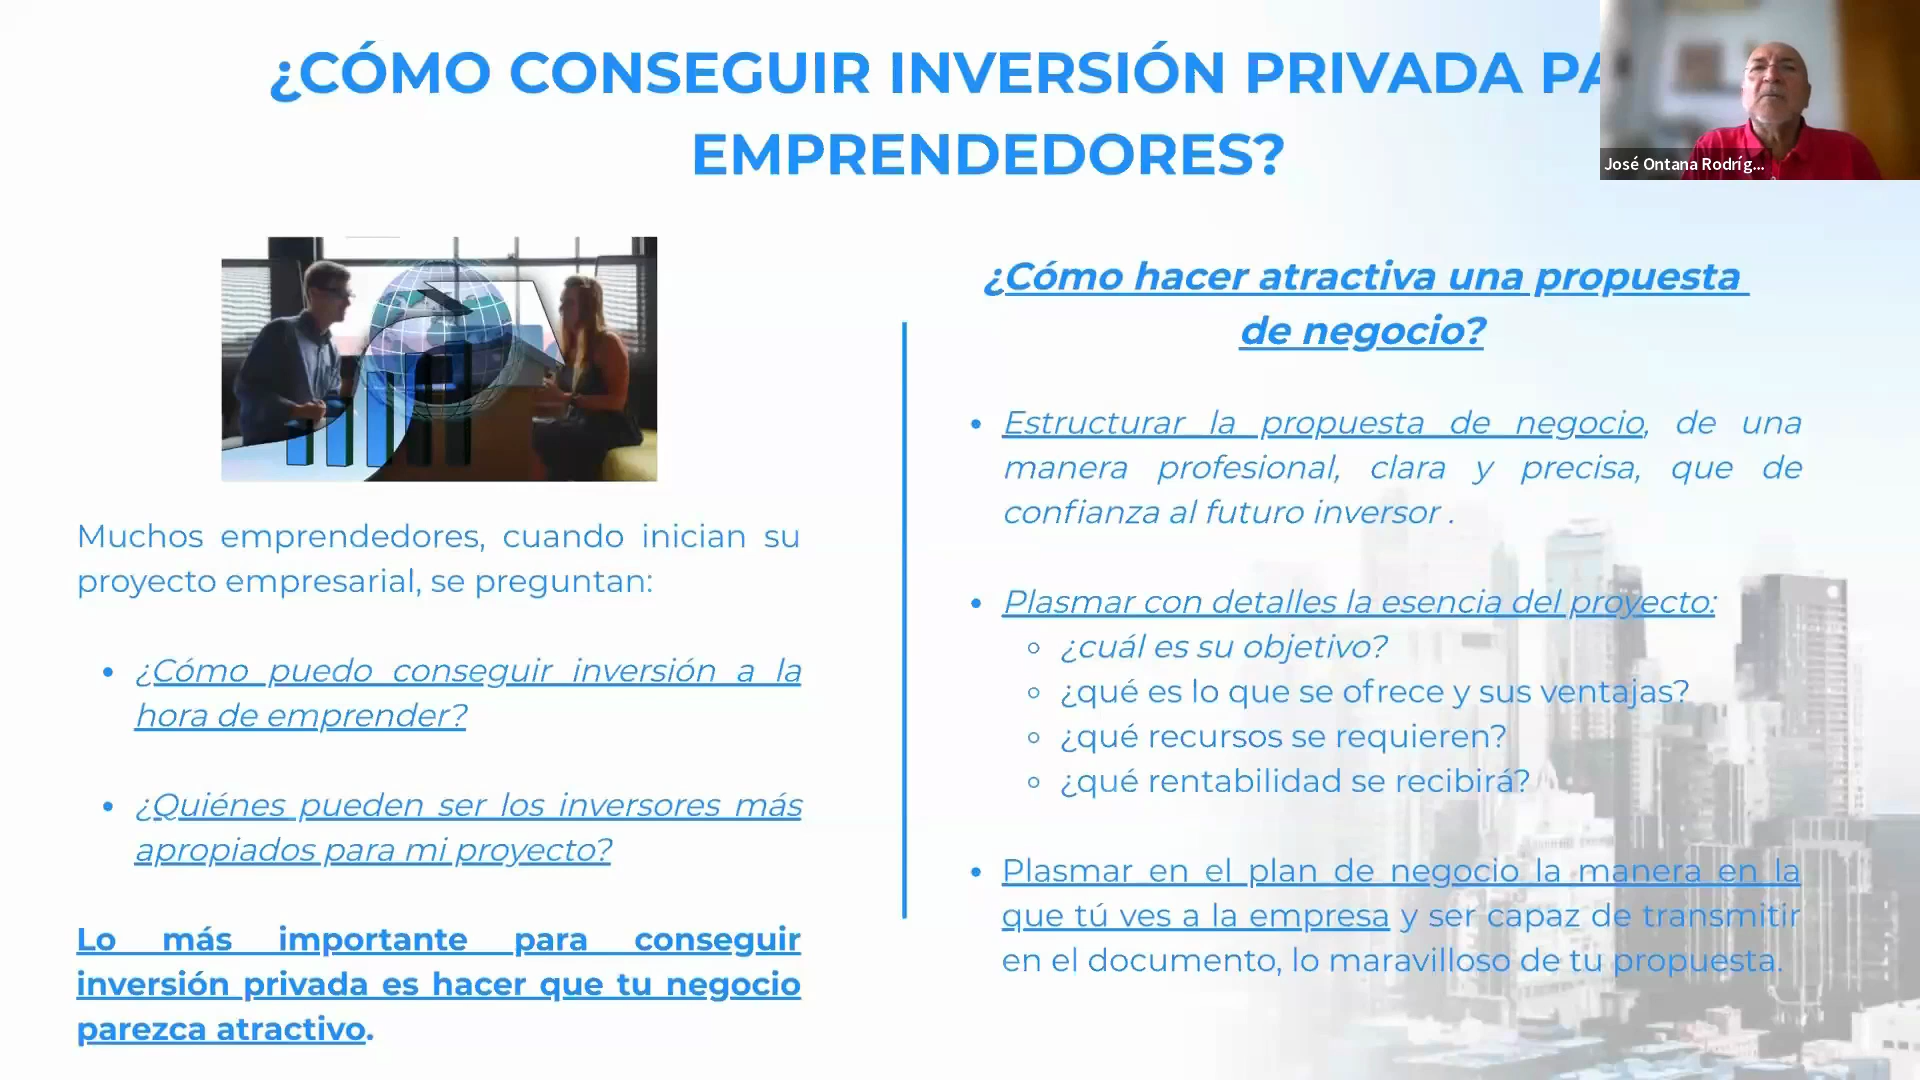 ¿CÓMO CONSEGUIR INVERSIÓN PRIVADA PA
EMPRENDEDORES?
José Ontana Rodríg...
Muchos emprendedores, cuando inician su
proyecto empresarial, se preguntan:
• ¿Cómo puedo conseguir inversión a la
hora de emprender?
• ¿Quiénes pueden ser los inversores más
apropiados para mi proyecto?
Lo más importante para conseguir
inversión privada es hacer que tu negocio
parezca atractivo.
¿Cómo hacer atractiva una propuesta
de negocio?
• Estructurar la propuesta de negocio, de una
manera profesional, clara y precisa, que de
confianza al futuro inversor .
• Plasmar con detalles la esencia del proyecto:
◦ ¿cuál es su objetivo?
◦ ¿qué es lo que se ofrece y sus ventajas?
◦ ¿qué recursos se requieren?
◦ ¿qué rentabilidad se recibirá?
• Plasmar en el plan de negocio la manera en la
que tú ves a la empresa y ser capaz de transmitir
en el documento, lo maravilloso de tu propuesta.